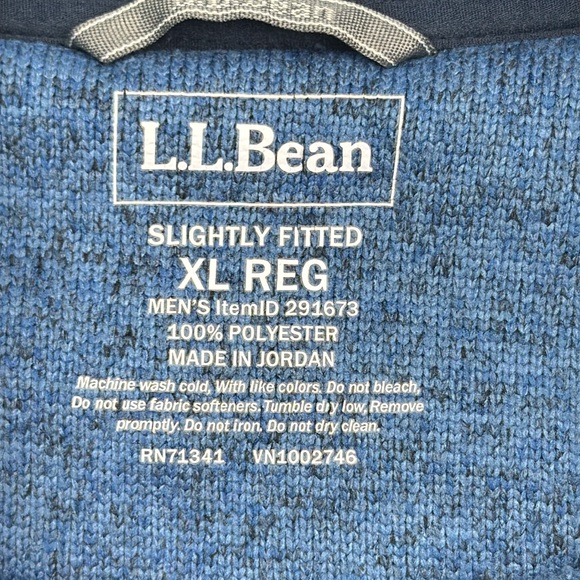 L.L.Bean
SLIGHTLY FITTED
XL REG
MEN'S ItemID 291673
100% POLYESTER
MADE IN JORDAN
Machine wash cold, With like colors. Do not bleach,
Do not use fabric softeners. Tumble dry low, Remove
promptly. Do not iron. Do not dry clean.
RN71341 VN1002746